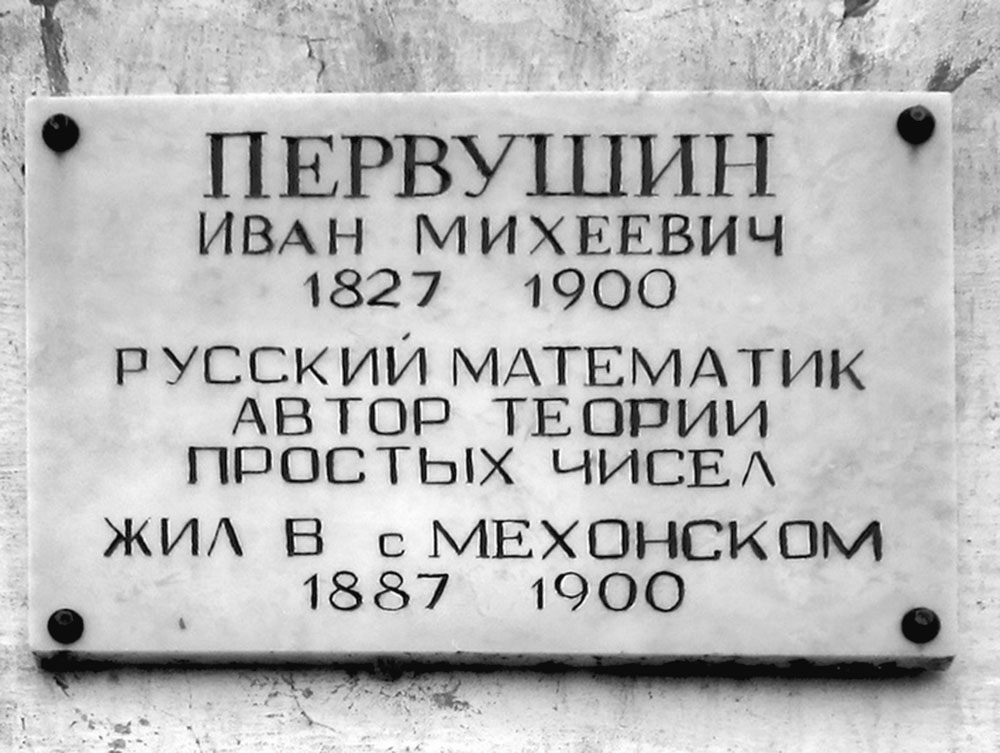 ПЕРВУШИН
ИВАН МИХЕЕВИЧ
1827 1900
РУССКИЙ МАТЕМАТИК
АВТОР ТЕОРИИ
ПРОСТЫХ ЧИСЕЛ
ЖИЛ В с МЕХОНСКОМ
1887 1900